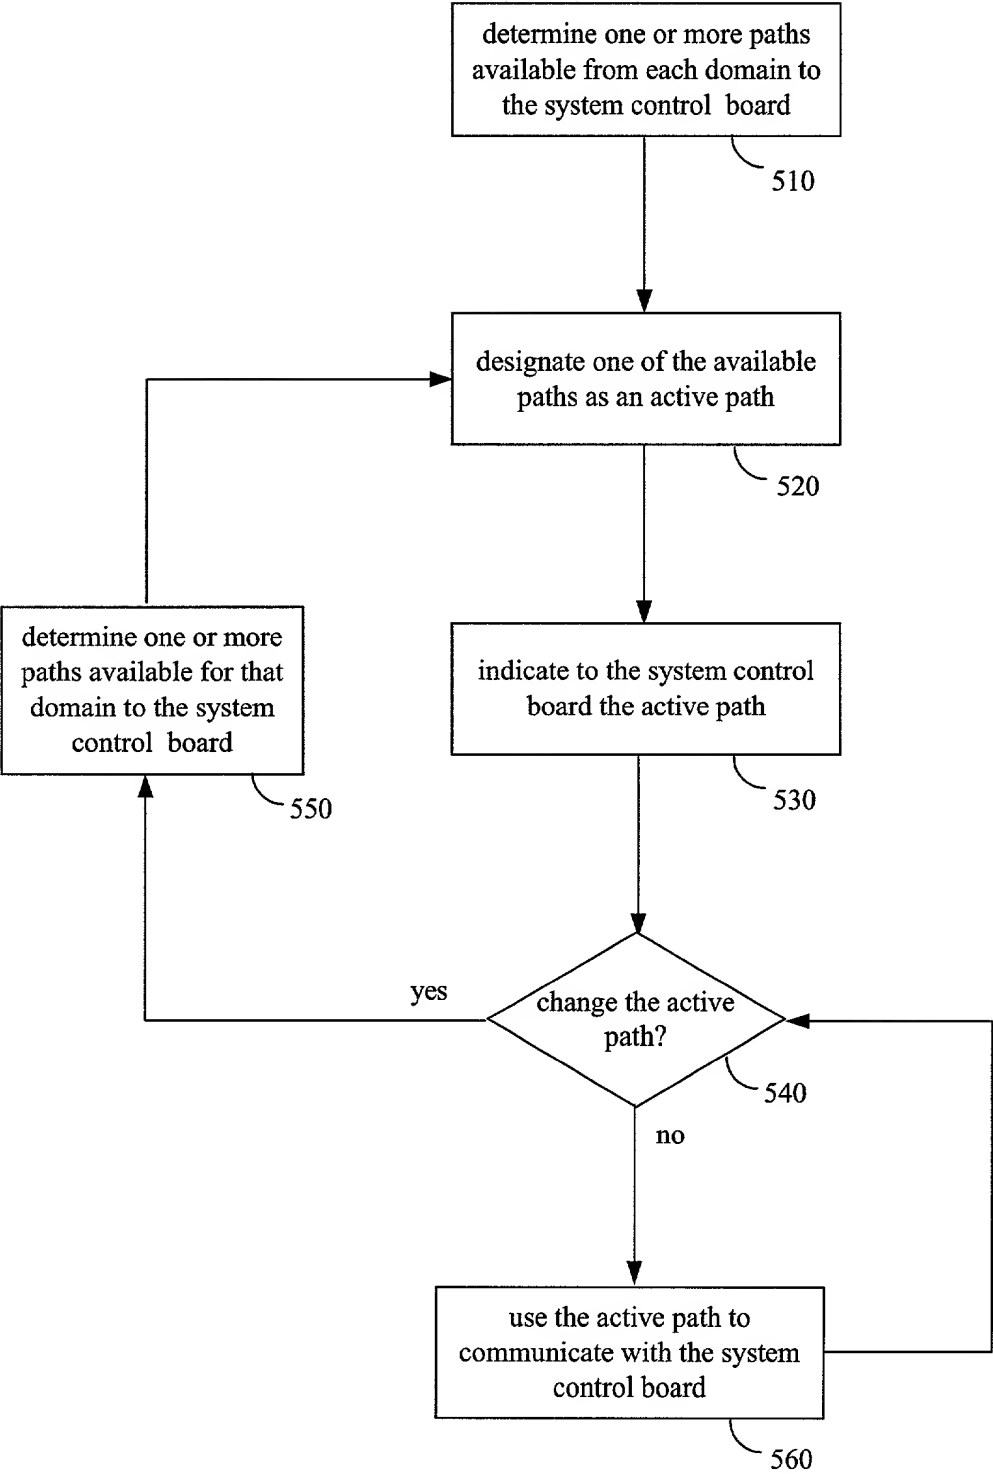 determine one or more paths
available from each domain to
the system control board
510
designate one of the available
paths as an active path
520
determine one or more
paths available for that
domain to the system
control board
550
indicate to the system control
board the active path
530
yes
change the active
path?
540
no
use the active path to
communicate with the system
control board
560